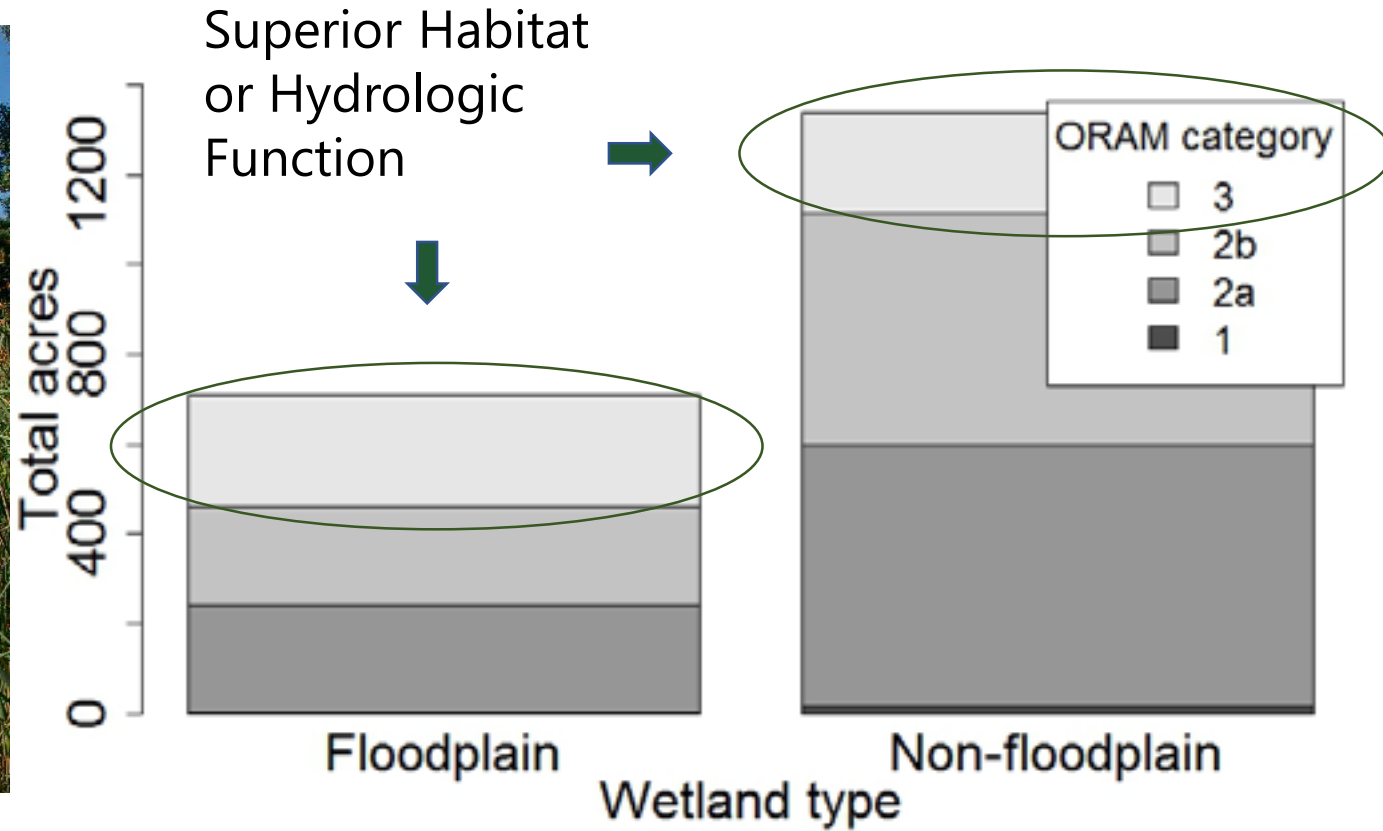 Superior Habitat
or Hydrologic
Function
ORAM category
3
2b
2a
1
Total acres
1200
800
400
0
Floodplain
Non-floodplain
Wetland type